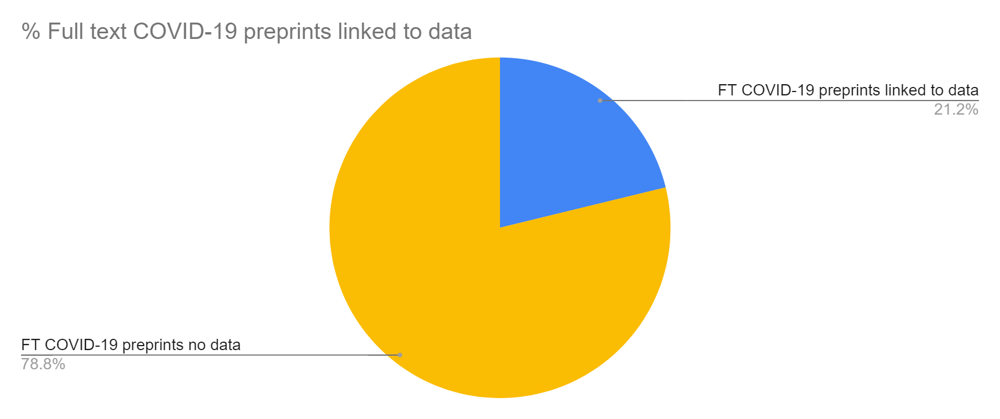 % Full text COVID-19 preprints linked to data
FT COVID-19 preprints linked to data
21.2%
FT COVID-19 preprints no data
78.8%